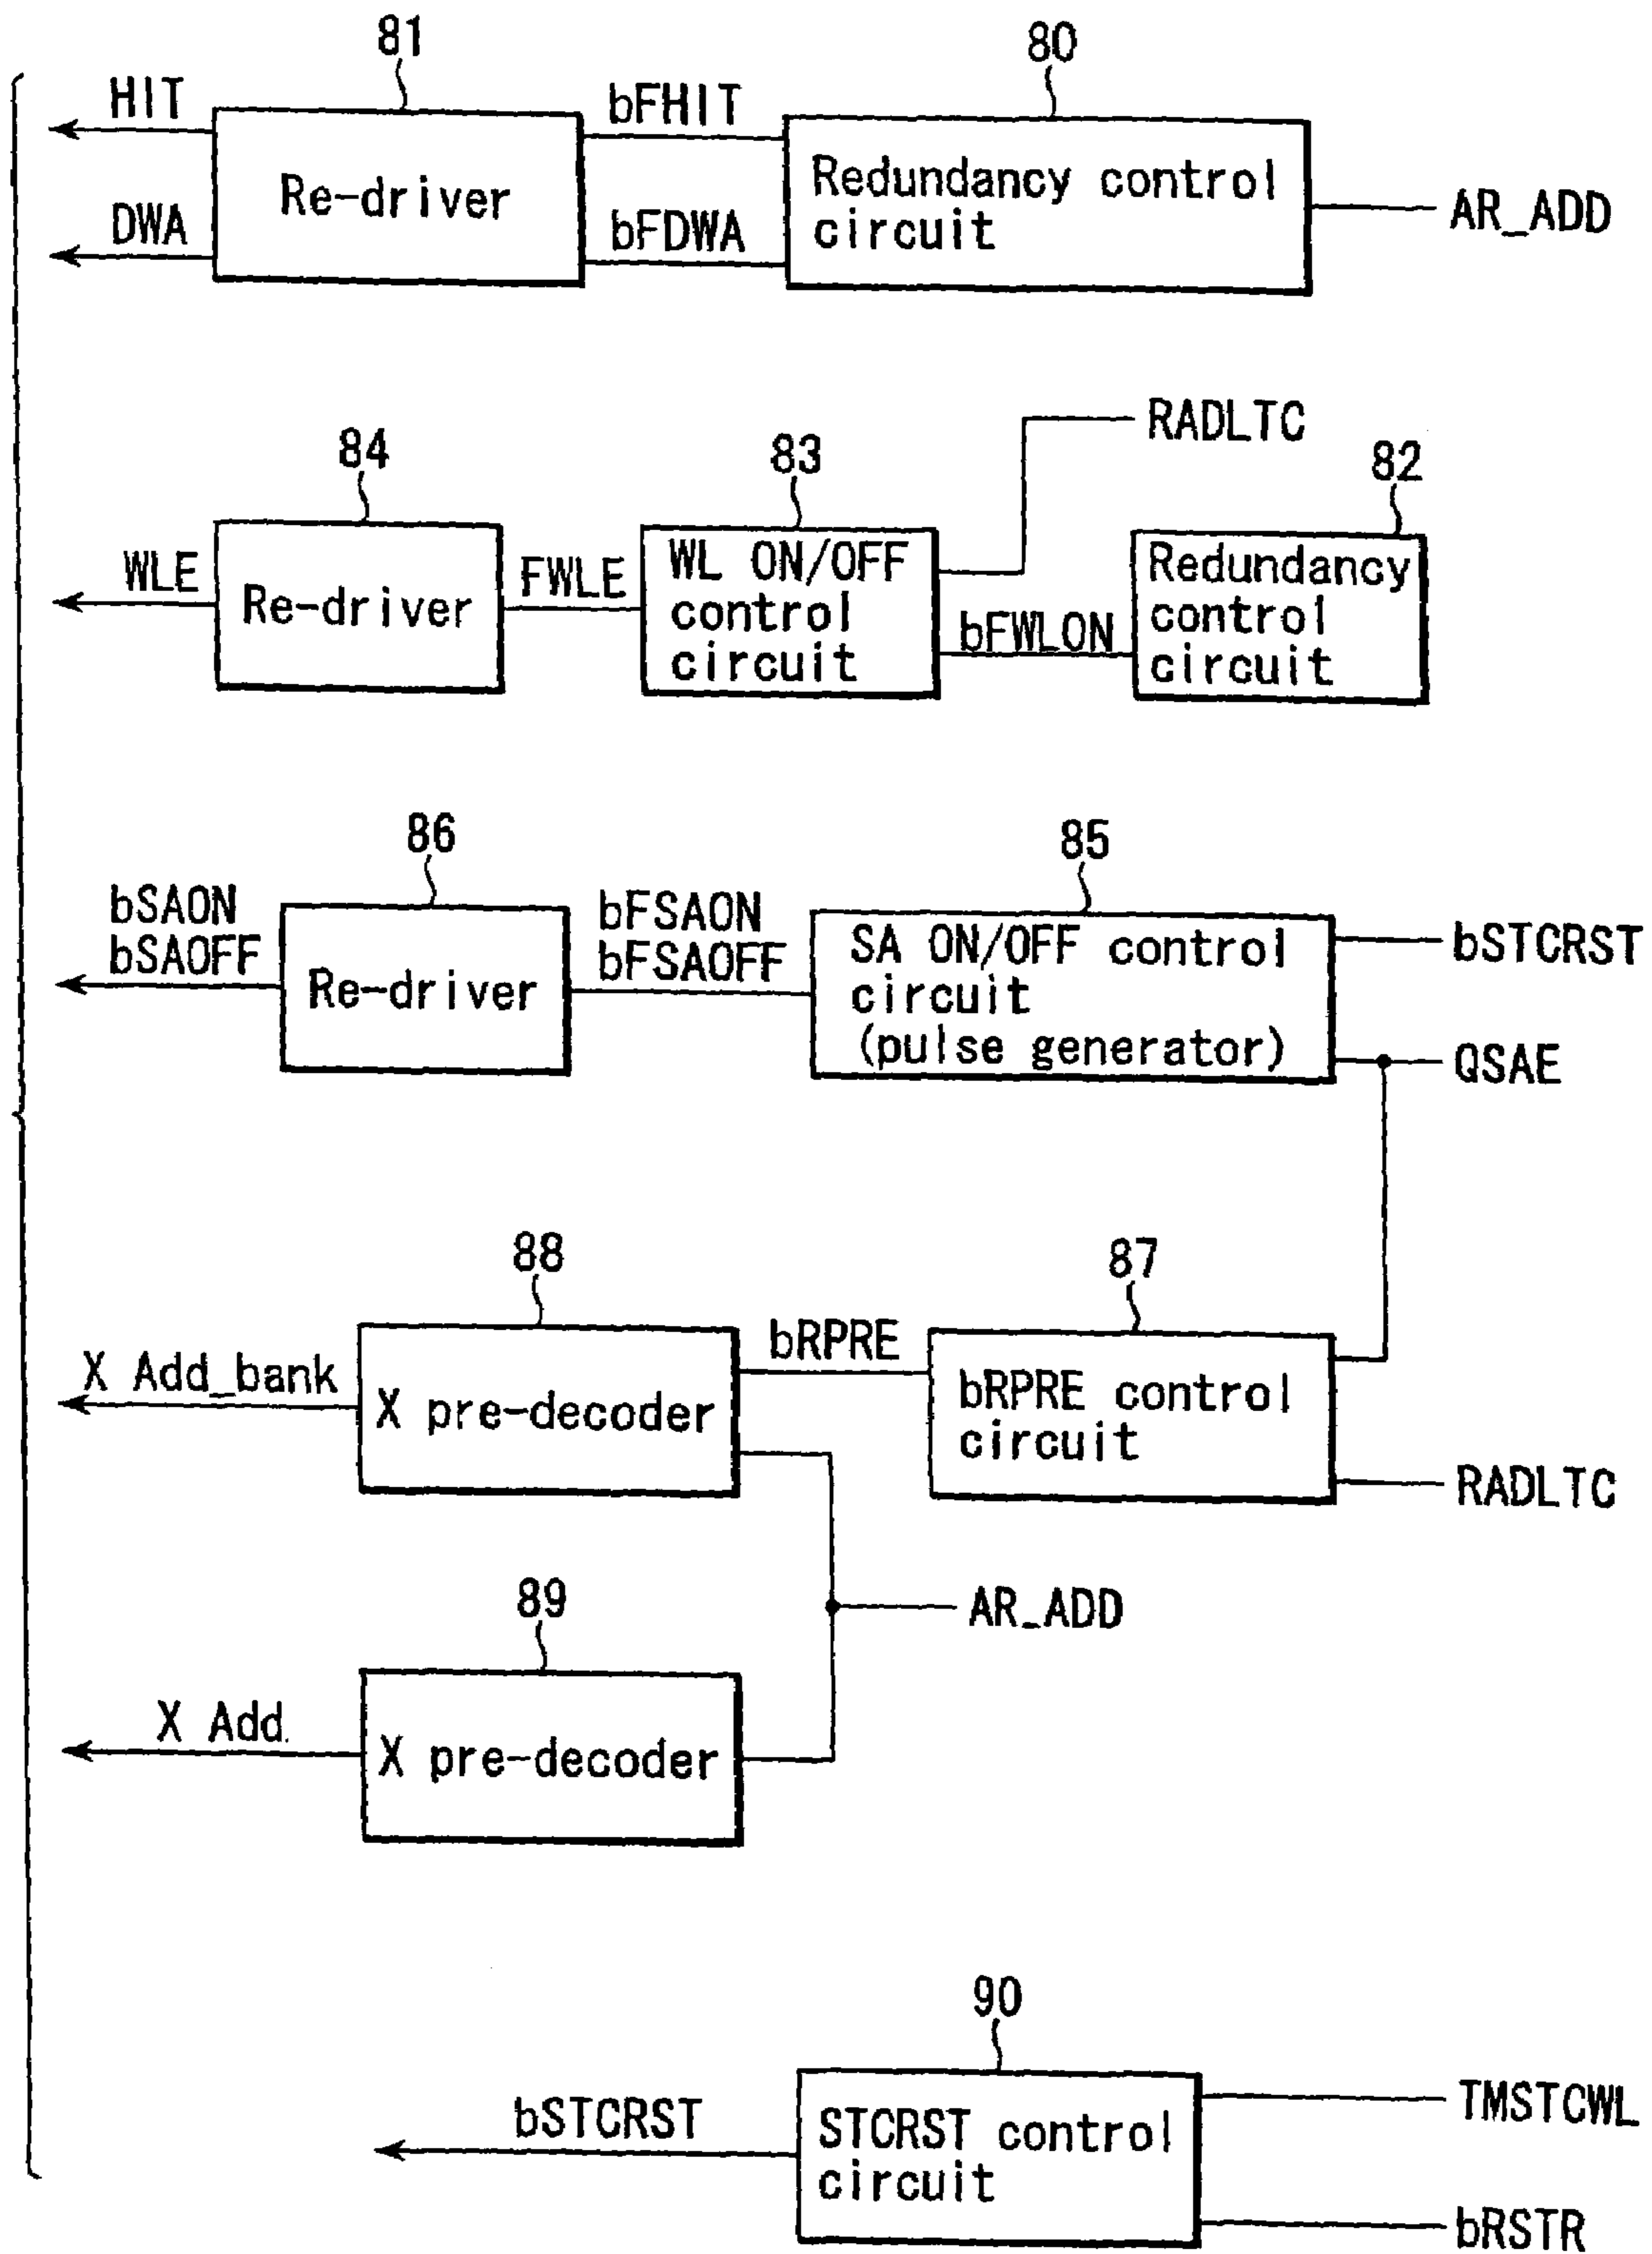 81
80
HIT
bFHIT
Re-driver
Redundancy control
circuit
AR_ADD
DWA
bFDWA
RADLTC
84
83
82
WLE
Re-driver
FWLE
WL ON/OFF
control
circuit
bFWLON
Redundancy
control
circuit
86
85
bSAON
bSAOFF
Re-driver
bFSAON
bFSAOFF
SA ON/OFF control
circuit
(pulse generator)
bSTCRST
QSAE
88
87
X Add_bank
X pre-decoder
bRPRE
bRPRE control
circuit
RADLTC
89
AR_ADD
X Add
X pre-decoder
90
bSTCRST
STCRST control
circuit
TMSTCWL
bRSTR